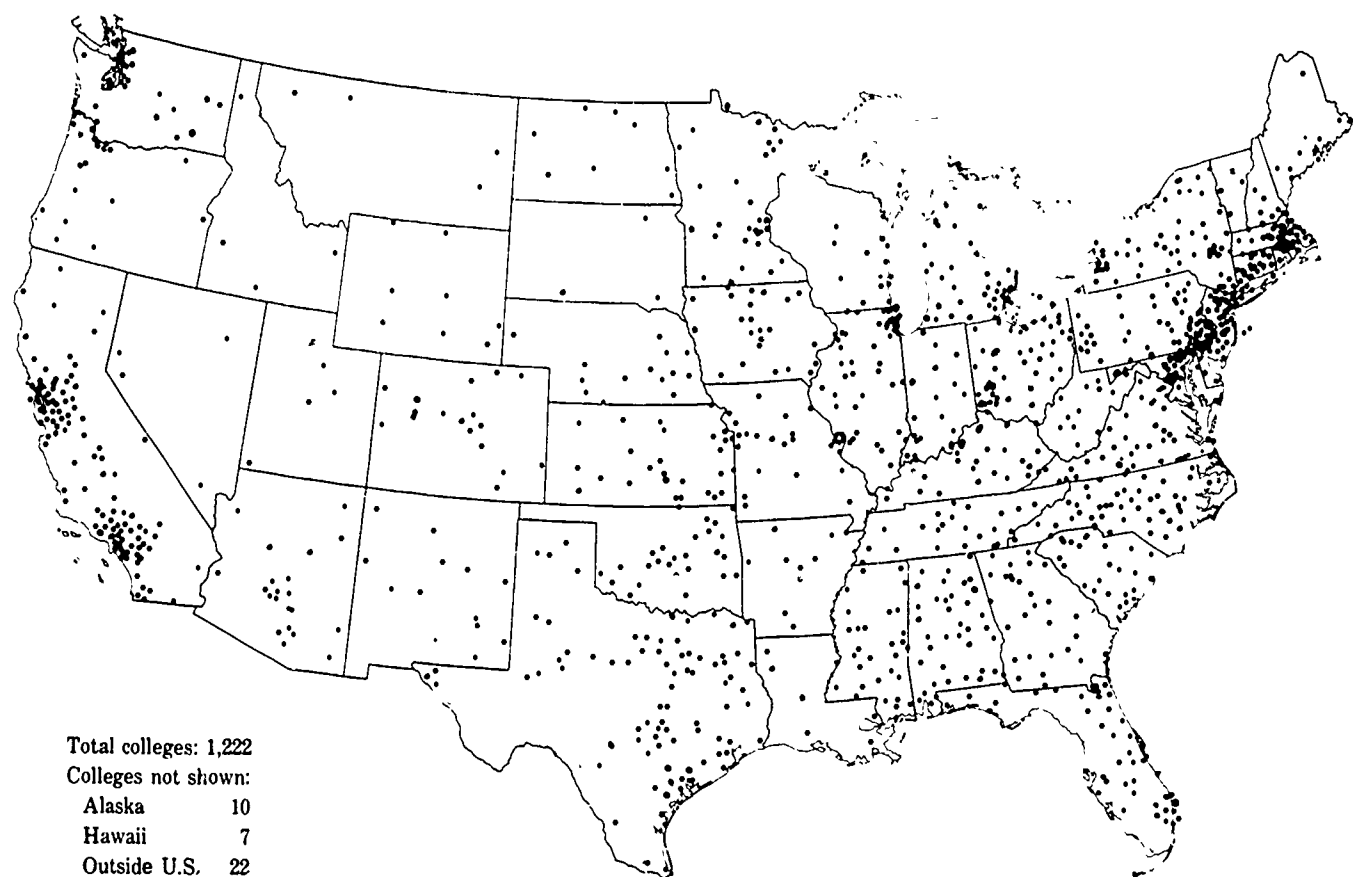 Total colleges: 1,222
Colleges not shown:
Alaska 10
Hawaii 7
Outside U.S. 22